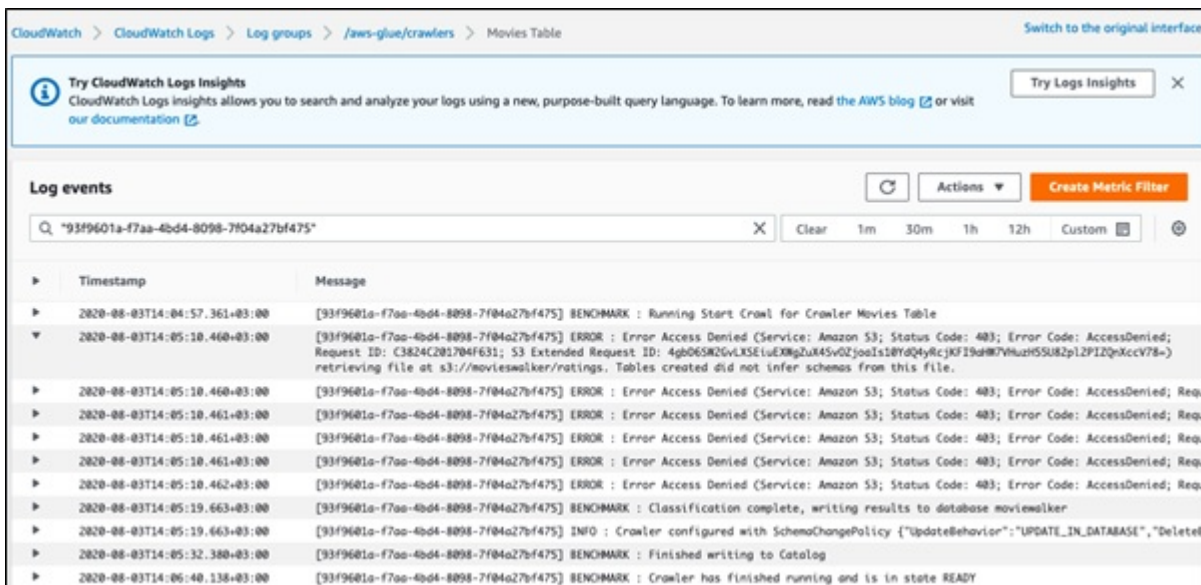 CloudWatch > CloudWatch Logs > Log groups > /aws-glue/crawlers > Movies Table
Switch to the original interface
Try CloudWatch Logs Insights
CloudWatch Logs insights allows you to search and analyze your logs using a new, purpose-built query language. To learn more, read the AWS blog or visit
our documentation
Try Logs Insights
Log events
Actions
Create Metric Filter
"93f9601a-f7aa-4bd4-8098-7f04a27bf475"
Clear 1m 30m 1h 12h Custom
Timestamp Message
2020-08-03T14:04:57.361+03:00 [93f9601a-f7aa-4bd4-8098-7f04a27bf475] BENCHMARK : Running Start Crawl for Crawler Movies Table
2020-08-03T14:05:10.460+03:00 [93f9601a-f7aa-4bd4-8098-7f04a27bf475] ERROR : Error Access Denied (Service: Amazon S3; Status Code: 403; Error Code: AccessDenied;
Request ID: C3824C201704F631; S3 Extended Request ID:
retrieving file at s3://movieswalker/ratings. Tables created did not infer schemas from this file.
2020-08-03T14:05:10.460+03:00 [93f9601a-f7aa-4bd4-8098-7f04a27bf475] ERROR : Error Access Denied (Service: Amazon S3; Status Code: 403; Error Code: AccessDenied; Requ
2020-08-03T14:05:10.461+03:00 [93f9601a-f7aa-4bd4-8098-7f04a27bf475] ERROR : Error Access Denied (Service: Amazon S3; Status Code: 403; Error Code: AccessDenied; Requ
2020-08-03T14:05:10.461+03:00 [93f9601a-f7aa-4bd4-8098-7f04a27bf475] ERROR : Error Access Denied (Service: Amazon S3; Status Code: 403; Error Code: AccessDenied; Requ
2020-08-03T14:05:10.461+03:00 [93f9601a-f7aa-4bd4-8098-7f04a27bf475] ERROR : Error Access Denied (Service: Amazon S3; Status Code: 403; Error Code: AccessDenied; Requ
2020-08-03T14:05:10.462+03:00 [93f9601a-f7aa-4bd4-8098-7f04a27bf475] ERROR : Error Access Denied (Service: Amazon S3; Status Code: 403; Error Code: AccessDenied; Requ
2020-08-03T14:05:19.663+03:00 [93f9601a-f7aa-4bd4-8098-7f04a27bf475] BENCHMARK : Classification complete, writing results to database moviewalker
2020-08-03T14:05:19.663+03:00 [93f9601a-f7aa-4bd4-8098-7f04a27bf475] INFO : Crawler configured with SchemaChangePolicy {"UpdateBehavior":"UPDATE_IN_DATABASE","DeleteB
2020-08-03T14:05:32.380+03:00 [93f9601a-f7aa-4bd4-8098-7f04a27bf475] BENCHMARK : Finished writing to Catalog
2020-08-03T14:06:40.138+03:00 [93f9601a-f7aa-4bd4-8098-7f04a27bf475] BENCHMARK : Crawler has finished running and is in state READY